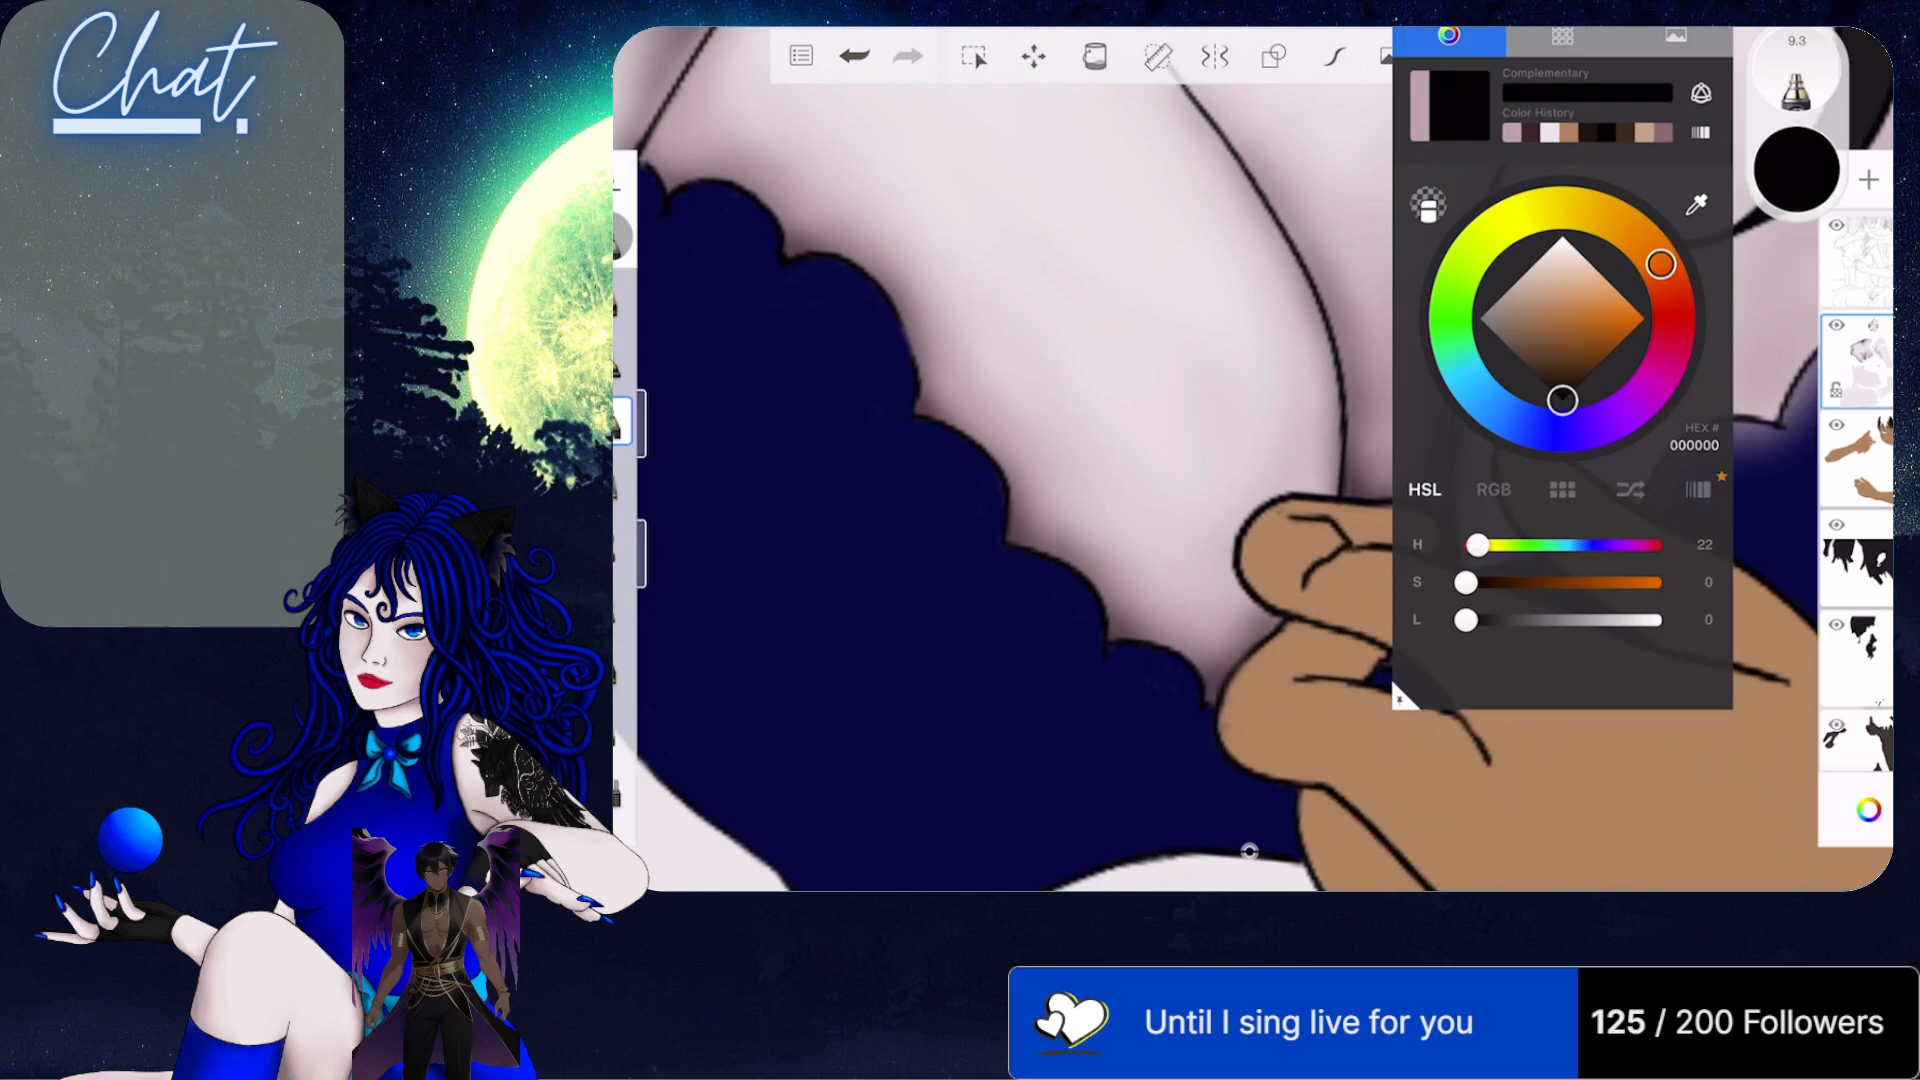 Chat.
9.3
Complementary
Color History
HEX #
000000
HSL
RGB
H
22
S
0
L
0
Until I sing live for you
125 / 200 Followers